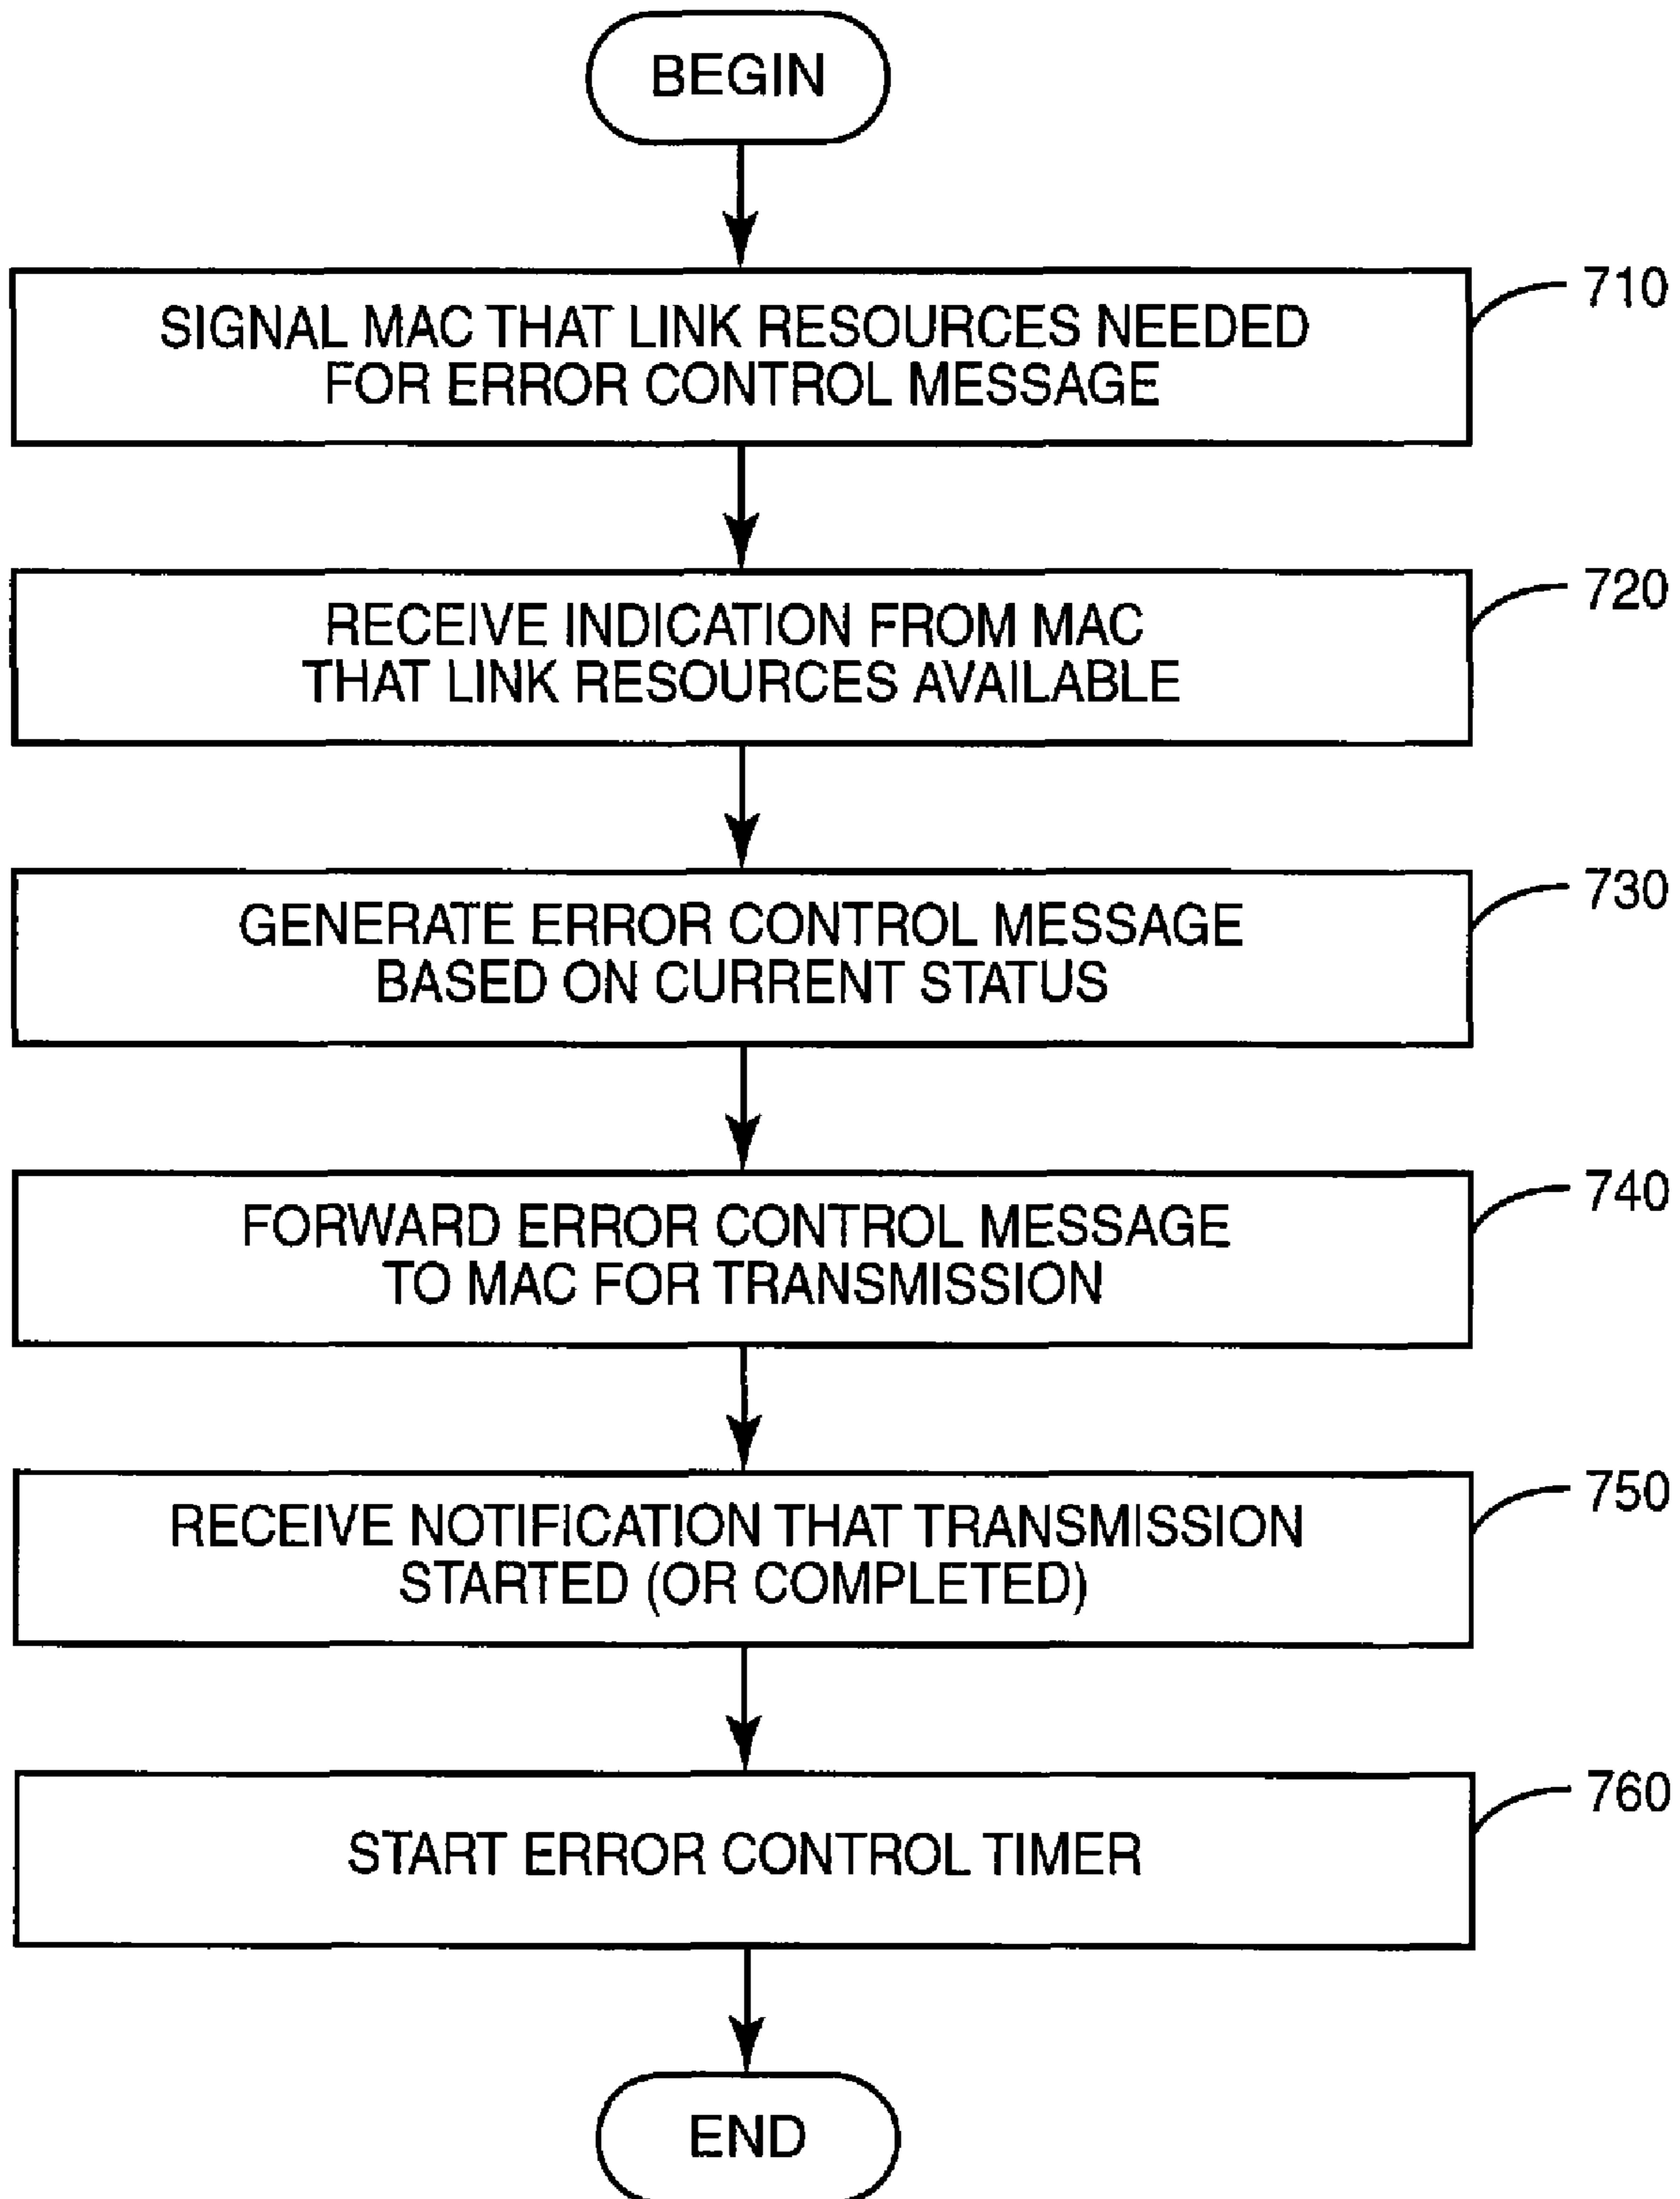 BEGIN
SIGNAL MAC THAT LINK RESOURCES NEEDED
FOR ERROR CONTROL MESSAGE
710
RECEIVE INDICATION FROM MAC
THAT LINK RESOURCES AVAILABLE
720
GENERATE ERROR CONTROL MESSAGE
BASED ON CURRENT STATUS
730
FORWARD ERROR CONTROL MESSAGE
TO MAC FOR TRANSMISSION
740
RECEIVE NOTIFICATION THAT TRANSMISSION
STARTED (OR COMPLETED)
750
START ERROR CONTROL TIMER
760
END